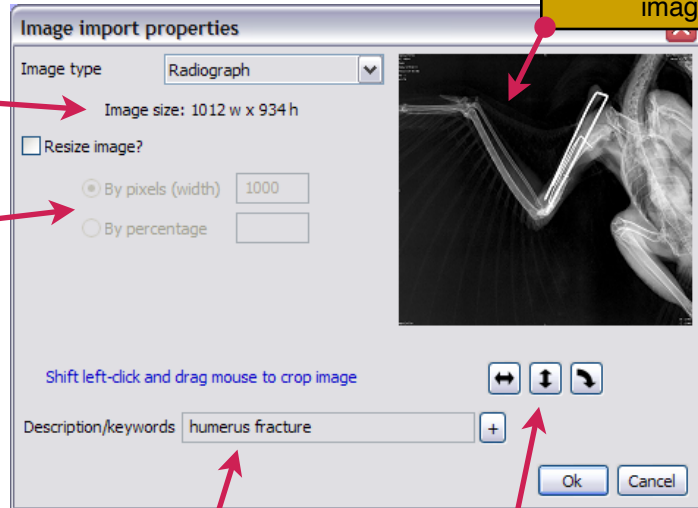 imag
Image import properties
Image type Radiograph
Image size: 1012 w x 934 h
Resize image?
By pixels (width) 1000
By percentage
Shift left-click and drag mouse to crop image
Description/keywords humerus fracture +
Ok Cancel